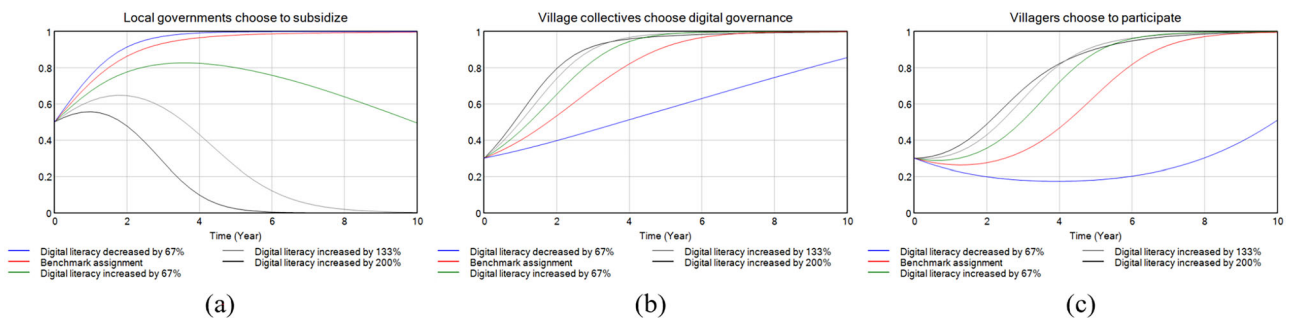 Local governments choose to subsidize
1
0.8
0.6
0.4
0.2
0
0 2 4 6 8 10
Time (Year)
Digital literacy decreased by 67%
Benchmark assignment
Digital literacy increased by 67%
Digital literacy increased by 133%
Digital literacy increased by 200%
(a)
Village collectives choose digital governance
1
0.8
0.6
0.4
0.2
0
0 2 4 6 8 10
Time (Year)
Digital literacy decreased by 67%
Benchmark assignment
Digital literacy increased by 67%
Digital literacy increased by 133%
Digital literacy increased by 200%
(b)
Villagers choose to participate
1
0.8
0.6
0.4
0.2
0
0 2 4 6 8 10
Time (Year)
Digital literacy decreased by 67%
Benchmark assignment
Digital literacy increased by 67%
Digital literacy increased by 133%
Digital literacy increased by 200%
(c)